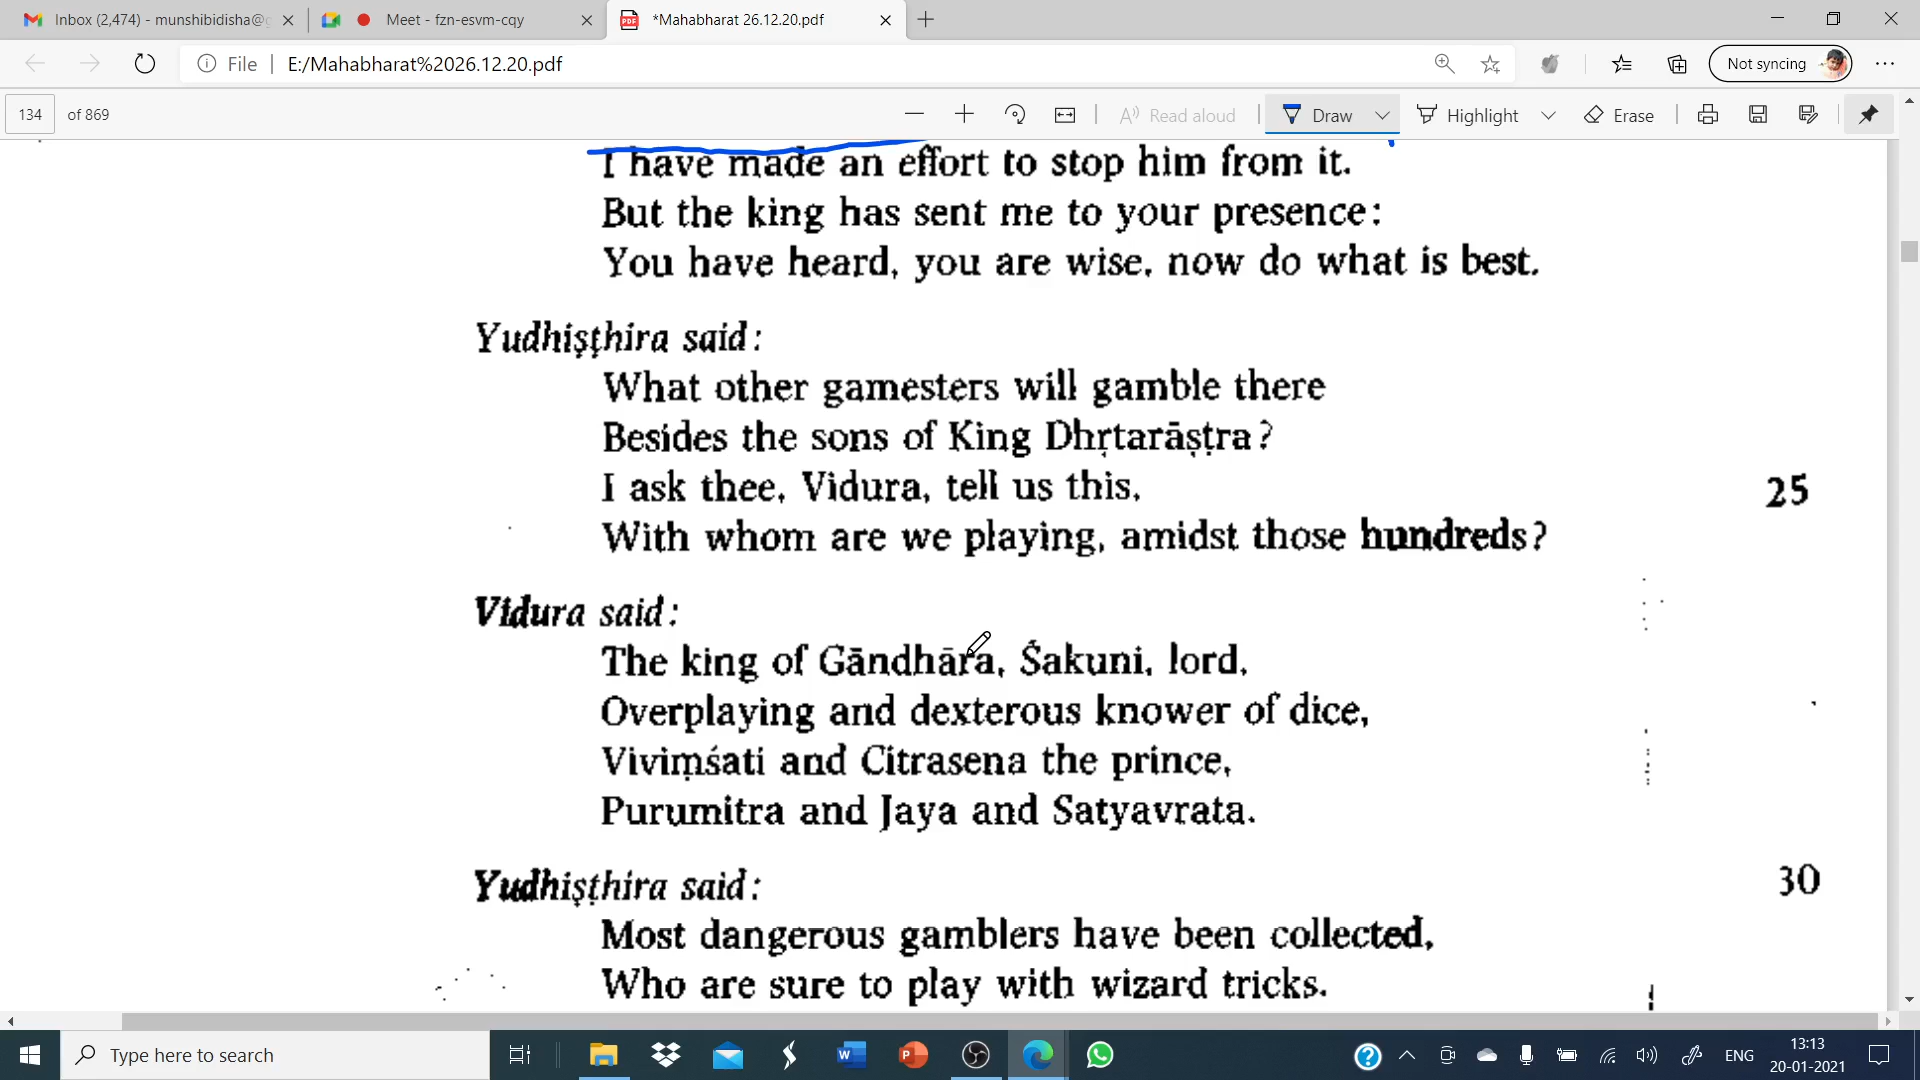 Inbox (2,474) - munshibidisha@g
Meet - fzn-esvm-cqy
*Mahabharat 26.12.20.pdf
File
E:/Mahabharat%2026.12.20.pdf
Not syncing
134 of 869
Read aloud
Draw
Highlight
Erase
I have made an effort to stop him from it.
But the king has sent me to your presence:
You have heard, you are wise, now do what is best.
Yudhiṣṭhira said:
What other gamesters will gamble there
Besides the sons of King Dhṛtarāṣṭra?
I ask thee, Vidura, tell us this,
25
With whom are we playing, amidst those hundreds?
Vidura said:
The king of Gāndhāra, Śakuni, lord,
Overplaying and dexterous knower of dice,
Viviṃśati and Citrasena the prince,
Purumitra and Jaya and Satyavrata.
Yudhiṣṭhira said:
30
Most dangerous gamblers have been collected,
Who are sure to play with wizard tricks.
Type here to search
ENG
13:13
20-01-2021